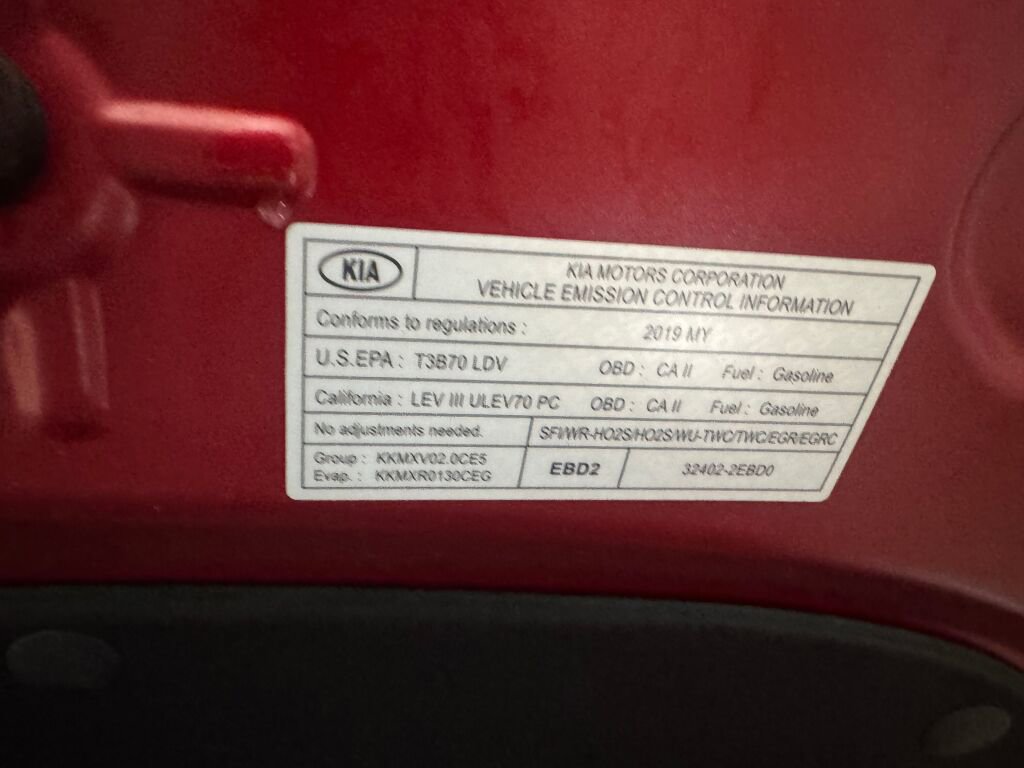 KIA
KIA MOTORS CORPORATION
VEHICLE EMISSION CONTROL INFORMATION
Conforms to regulations : 2019 MY
U.S.EPA : T3B70 LDV OBD : CA II Fuel : Gasoline
California : LEV III ULEV70 PC OBD : CA II Fuel : Gasoline
No adjustments needed. SFI/WR-HO2S/HO2S/WU-TWC/TWC/EGR/EGRC
Group : KKMXV02.0CE5
Evap. : KKMXR0130CEG
EBD2 32402-2EBD0